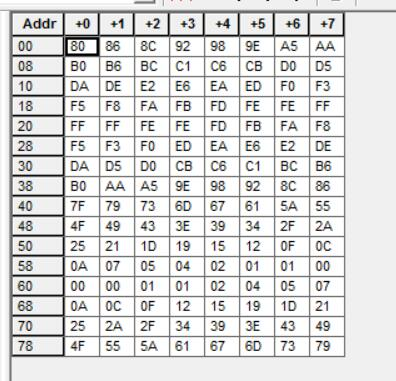 Addr +0 +1 +2 +3 +4 +5 +6 +7
00 80 86 8C 92 98 9E A5 AA
08 B0 B6 BC C1 C6 CB D0 D5
10 DA DE E2 E6 EA ED F0 F3
18 F5 F8 FA FB FD FE FE FF
20 FF FF FE FE FD FB FA F8
28 F5 F3 F0 ED EA E6 E2 DE
30 DA D5 D0 CB C6 C1 BC B6
38 B0 AA A5 9E 98 92 8C 86
40 7F 79 73 6D 67 61 5A 55
48 4F 49 43 3E 39 34 2F 2A
50 25 21 1D 19 15 12 0F 0C
58 0A 07 05 04 02 01 01 00
60 00 00 01 01 02 04 05 07
68 0A 0C 0F 12 15 19 1D 21
70 25 2A 2F 34 39 3E 43 49
78 4F 55 5A 61 67 6D 73 79